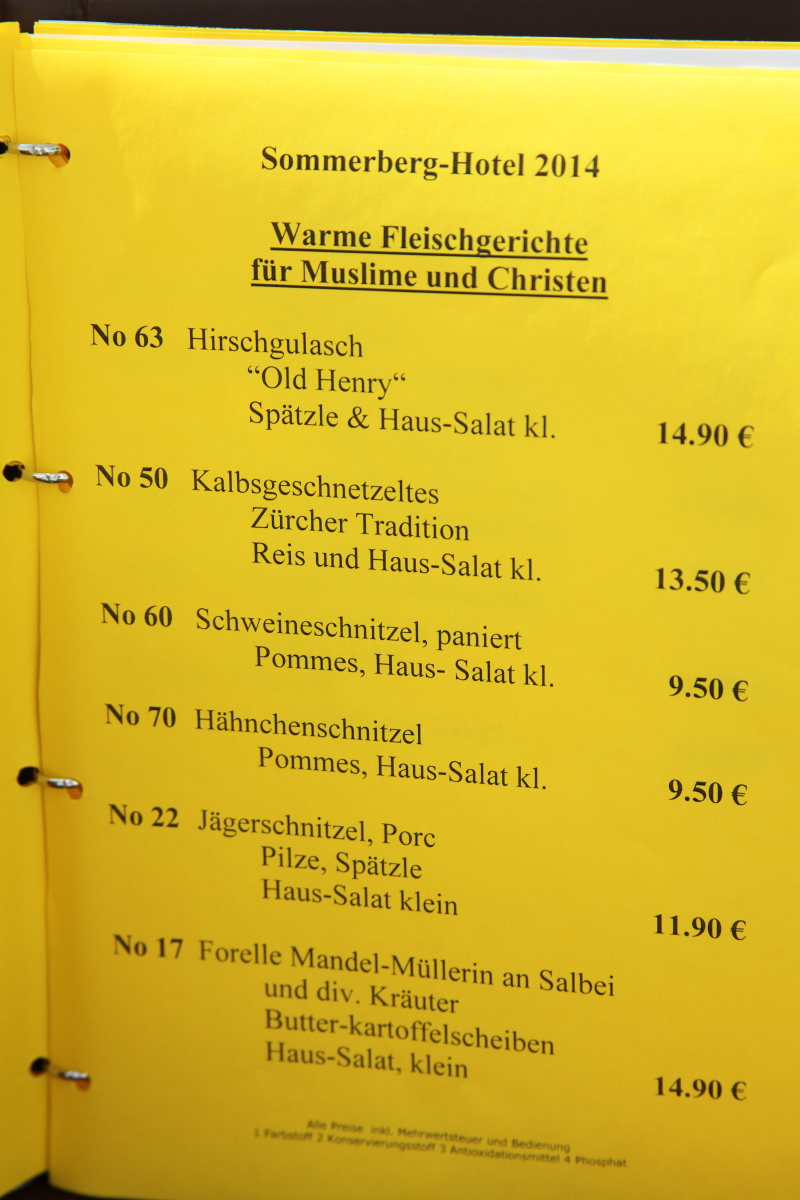 Sommerberg-Hotel 2014
Warme Fleischgerichte
für Muslime und Christen
No 63 Hirschgulasch
“Old Henry“
Spätzle & Haus-Salat kl. 14.90 €
No 50 Kalbsgeschnetzeltes
Zürcher Tradition
Reis und Haus-Salat kl. 13.50 €
No 60 Schweineschnitzel, paniert
Pommes, Haus- Salat kl. 9.50 €
No 70 Hähnchenschnitzel
Pommes, Haus-Salat kl. 9.50 €
No 22 Jägerschnitzel, Porc
Pilze, Spätzle
Haus-Salat klein 11.90 €
No 17 Forelle Mandel-Müllerin an Salbei
und div. Kräuter
Butter-kartoffelscheiben
Haus-Salat, klein 14.90 €
Alle Preise inkl. Mehrwertsteuer und Bedienung
1 Farbstoff 2 Konservierungsstoff 3 Antioxidationsmittel 4 Phosphat